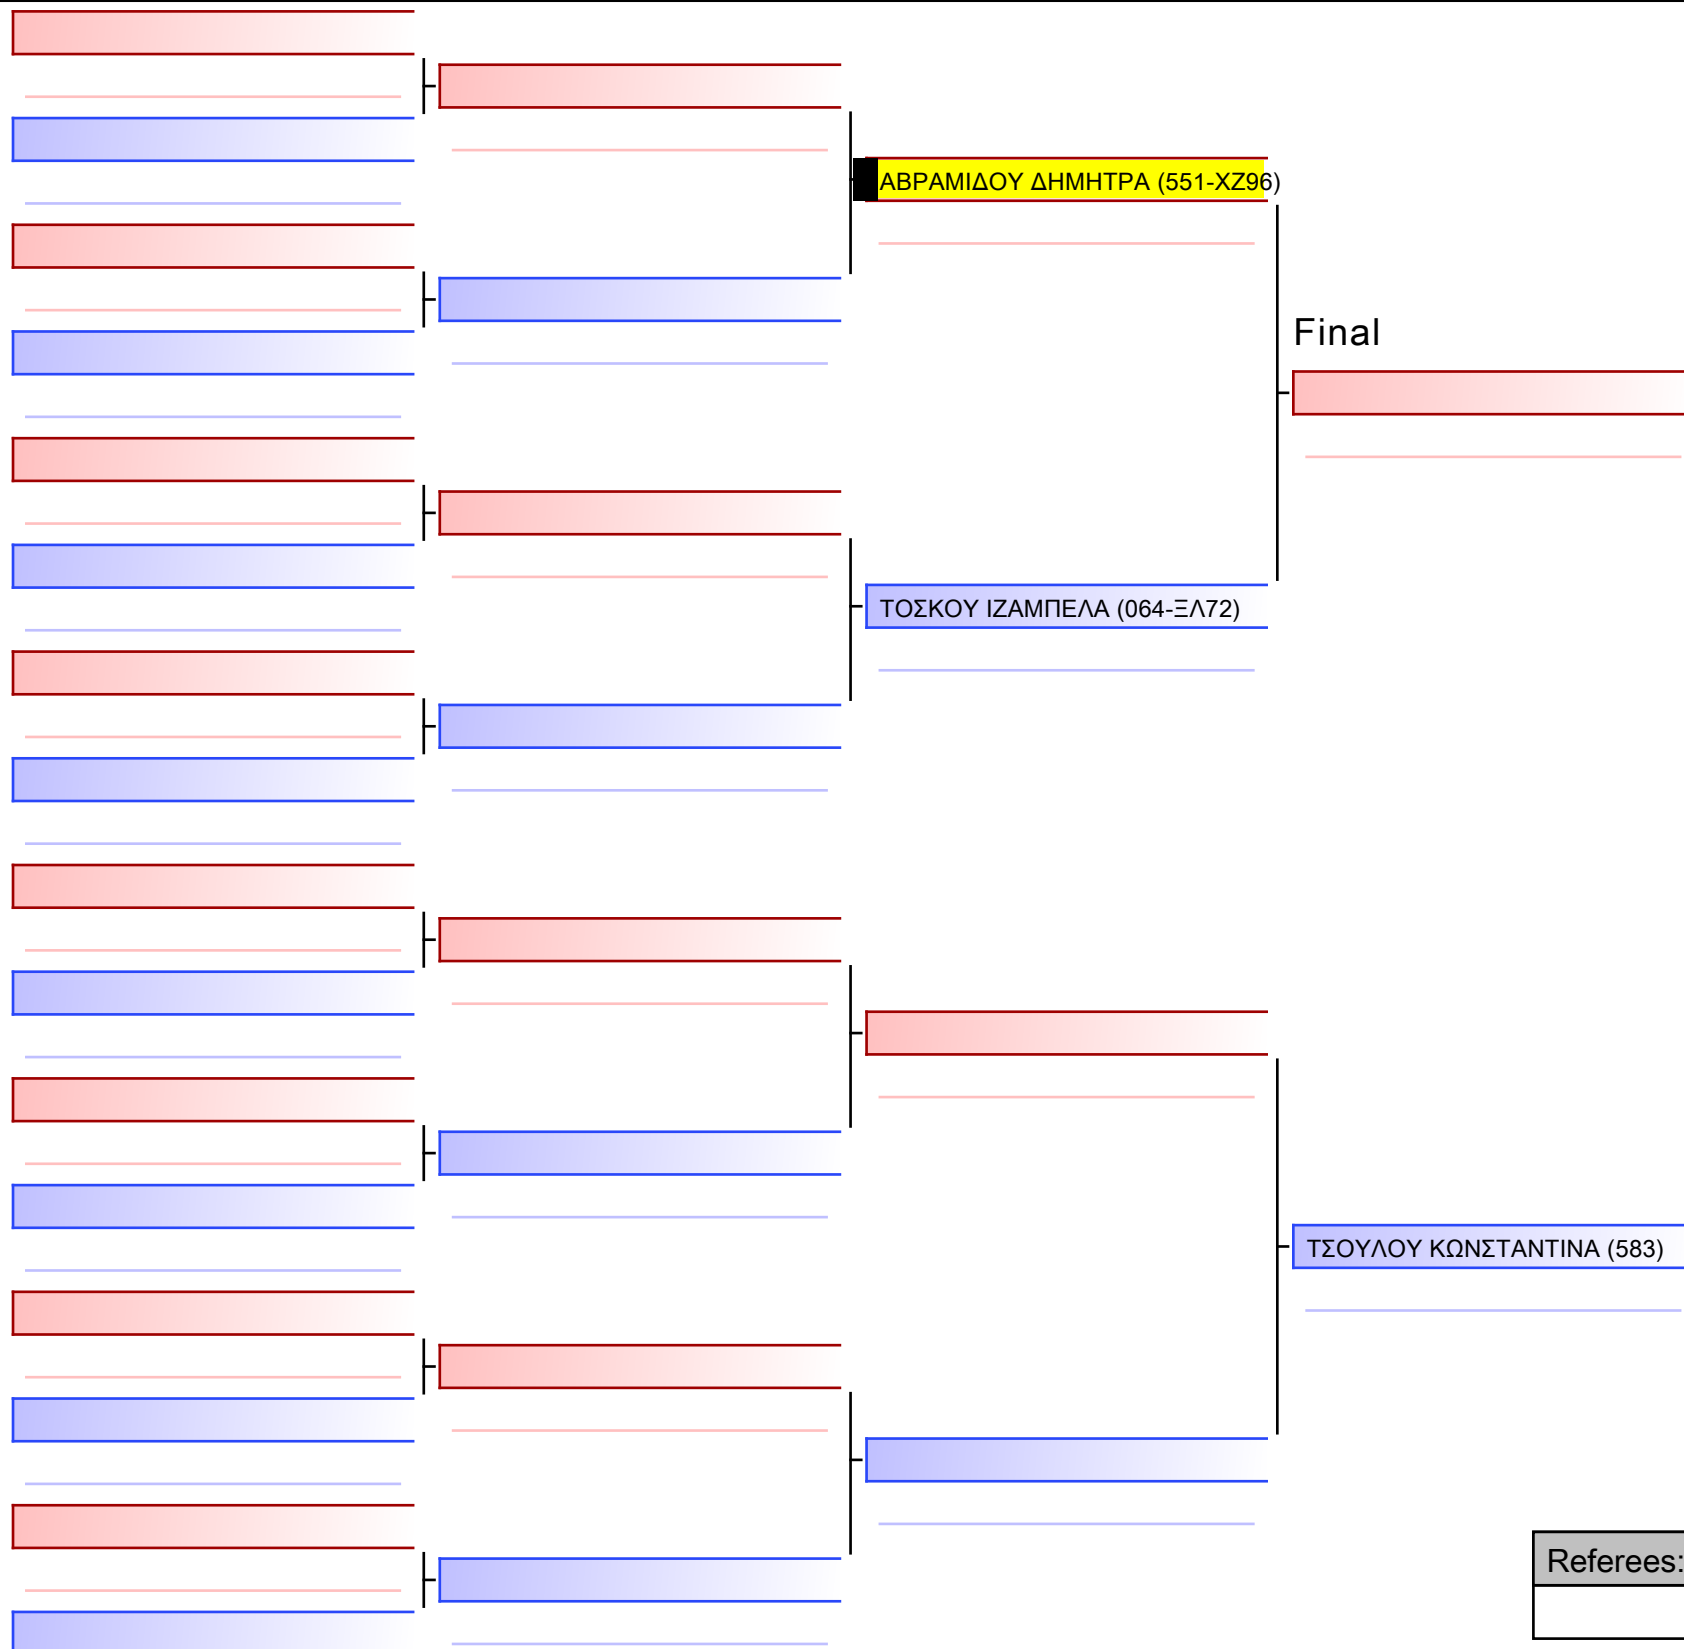 ΑΒΡΑΜΙΔΟΥ ΔΗΜΗΤΡΑ (551-ΧΖ96)
Final
ΤΟΣΚΟΥ ΙΖΑΜΠΕΛΑ (064-ΞΛ72)
ΤΣΟΥΛΟΥ ΚΩΝΣΤΑΝΤΙΝΑ (583)
Referees: